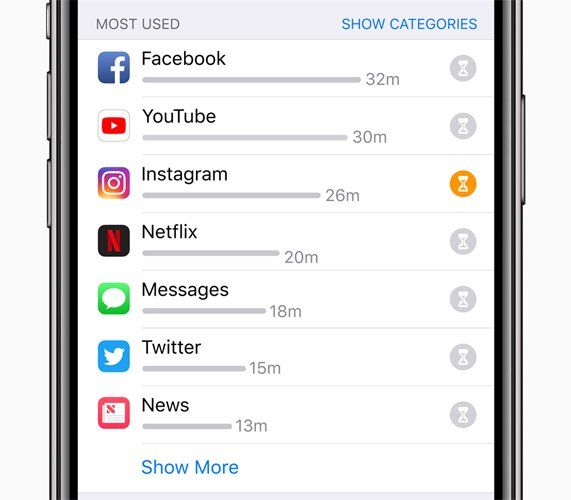 MOST USED SHOW CATEGORIES
Facebook
32m
YouTube
30m
Instagram
26m
Netflix
20m
Messages
18m
Twitter
15m
News
13m
Show More